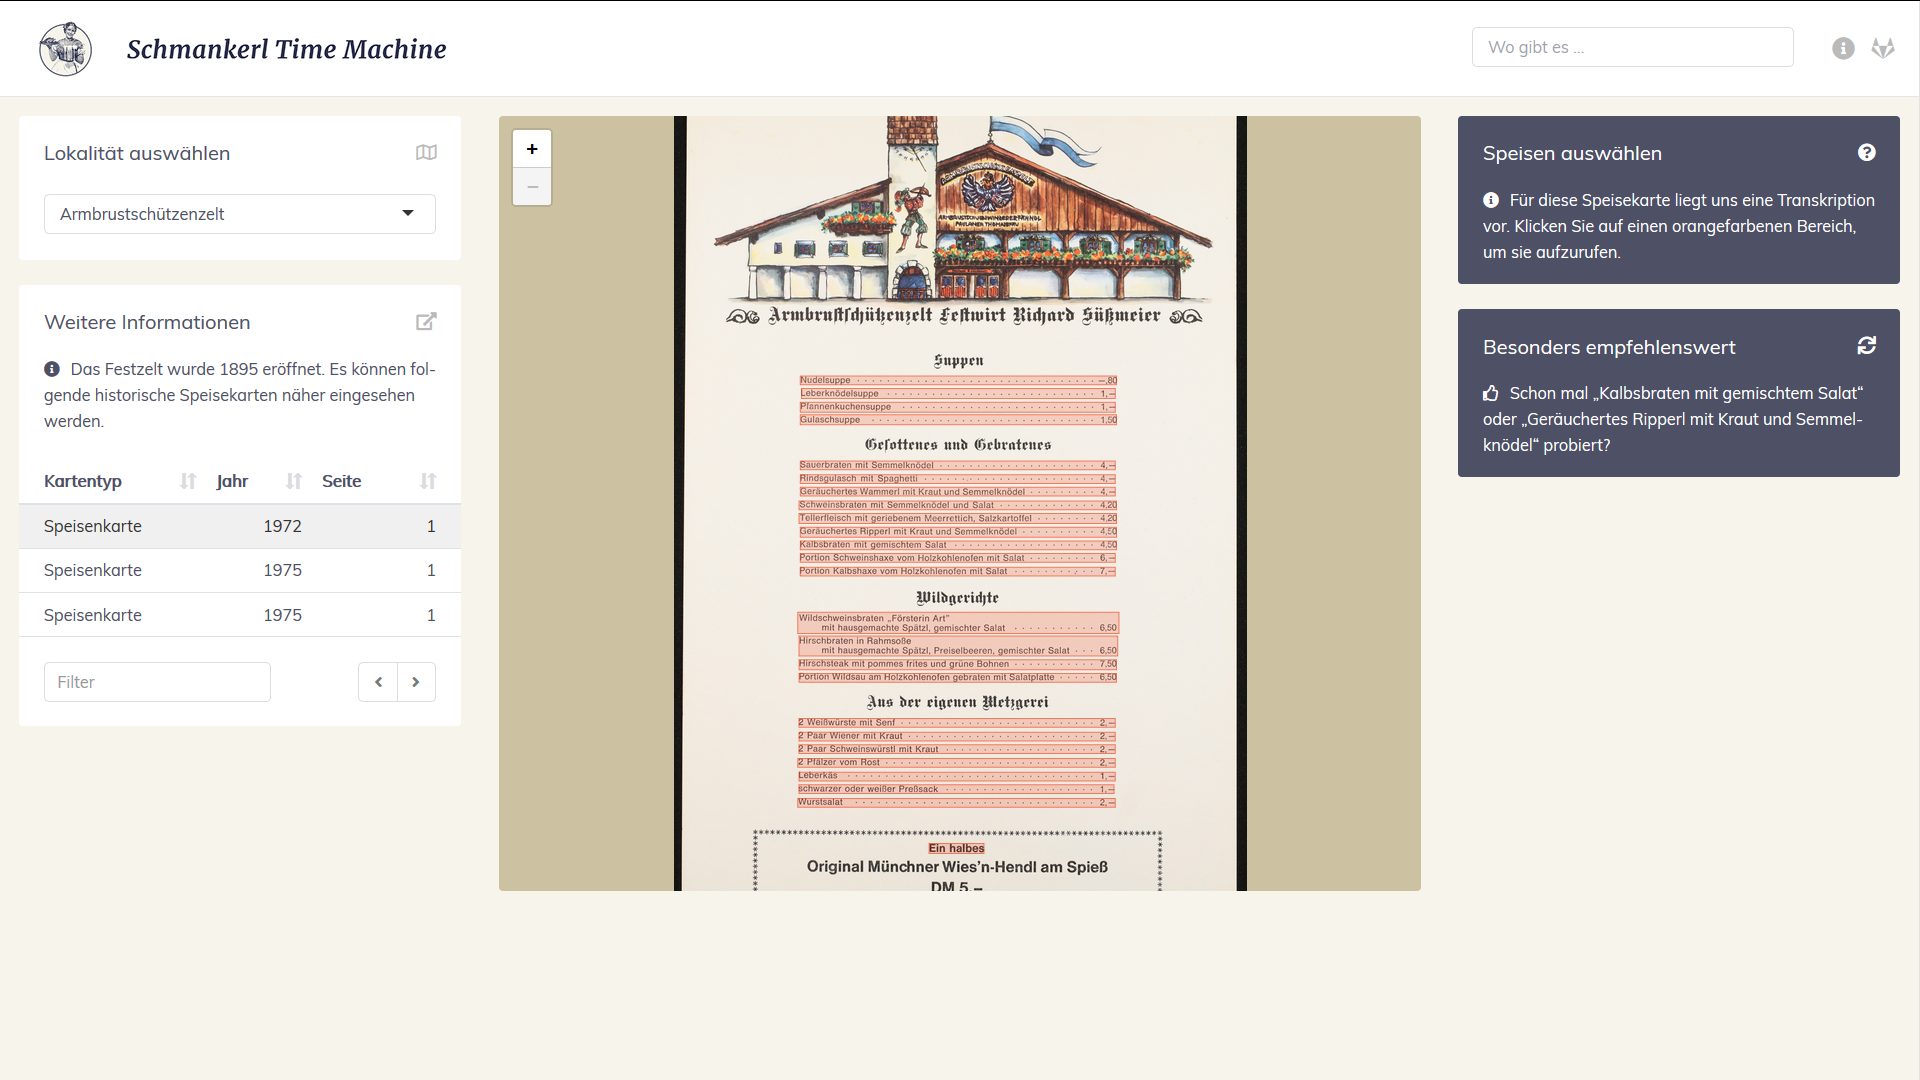 Schmankerl Time Machine
Wo gibt es ...
Lokalität auswählen
Armbrustschützenzelt
Weitere Informationen
Das Festzelt wurde 1895 eröffnet. Es können fol-
gende historische Speisekarten näher eingesehen
werden.
Kartentyp Jahr Seite
Speisenkarte 1972 1
Speisenkarte 1975 1
Speisenkarte 1975 1
Filter
+
−
Armbrustschützenzelt Festwirt Richard Süßmeier
Suppen
Nudelsuppe —,80
Leberknödelsuppe 1,—
Pfannenkuchensuppe 1,—
Gulaschsuppe 1,50
Gesottenes und Gebratenes
Sauerbraten mit Semmelknödel 4,—
Rindsgulasch mit Spaghetti 4,—
Geräuchertes Wammerl mit Kraut und Semmelknödel 4,—
Schweinsbraten mit Semmelknödel und Salat 4,20
Tellerfleisch mit geriebenem Meerrettich, Salzkartoffel 4,20
Geräuchertes Ripperl mit Kraut und Semmelknödel 4,50
Kalbsbraten mit gemischtem Salat 4,50
Portion Schweinshaxe vom Holzkohlenofen mit Salat 6,—
Portion Kalbshaxe vom Holzkohlenofen mit Salat 7,—
Wildgerichte
Wildschweinsbraten „Försterin Art"
mit hausgemachte Spätzl, gemischter Salat 6,50
Hirschbraten in Rahmsoße
mit hausgemachte Spätzl, Preiselbeeren, gemischter Salat 6,50
Hirschsteak mit pommes frites und grüne Bohnen 7,50
Portion Wildsau am Holzkohlenofen gebraten mit Salatplatte 6,50
Aus der eigenen Metzgerei
2 Weißwürste mit Senf 2,—
2 Paar Wiener mit Kraut 2,—
2 Paar Schweinswürstl mit Kraut 2,—
2 Pfälzer vom Rost 2,—
Leberkäs 1,—
schwarzer oder weißer Preßsack 1,—
Wurstsalat 2,—
Ein halbes
Original Münchner Wies'n-Hendl am Spieß
DM 5,–
Speisen auswählen
Für diese Speisekarte liegt uns eine Transkription
vor. Klicken Sie auf einen orangefarbenen Bereich,
um sie aufzurufen.
Besonders empfehlenswert
Schon mal „Kalbsbraten mit gemischtem Salat“
oder „Geräuchertes Ripperl mit Kraut und Semmel-
knödel“ probiert?